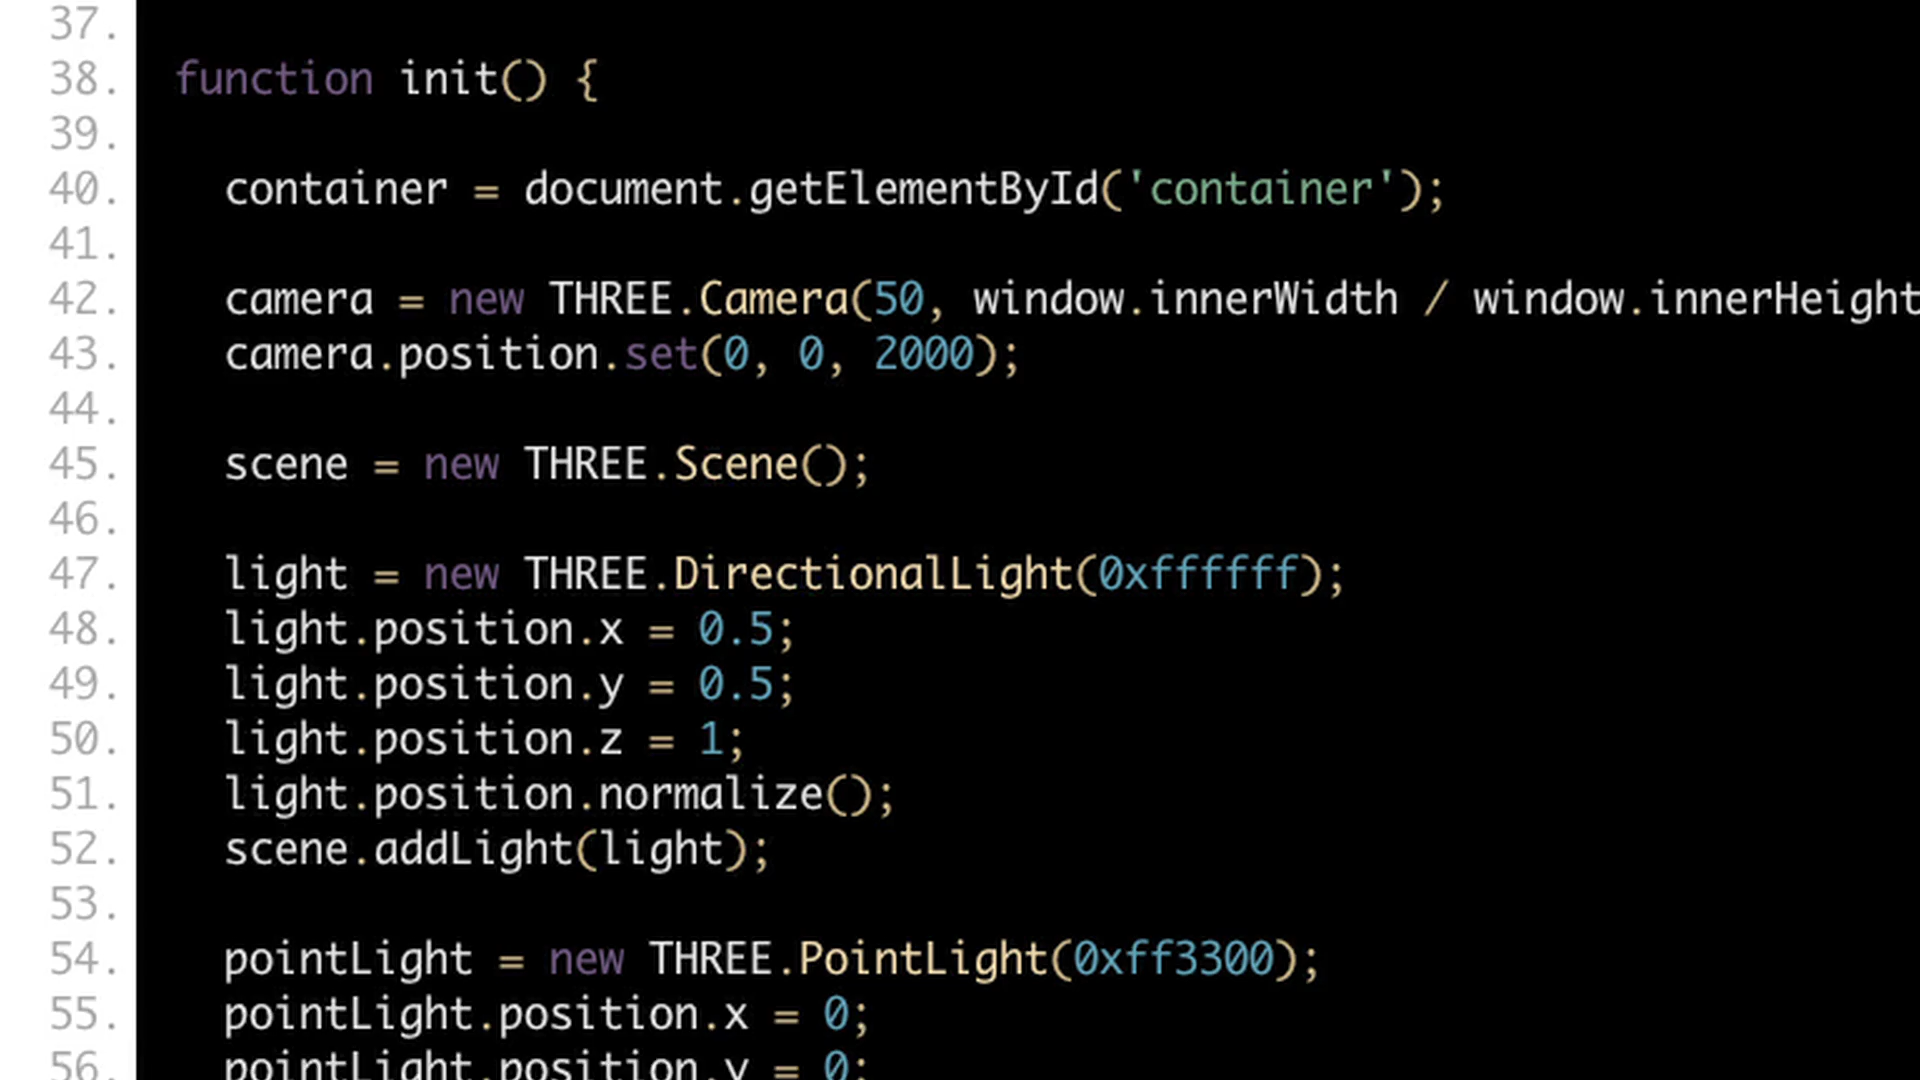 37.
38. function init() {
39.
40. container = document.getElementById('container');
41.
42. camera = new THREE.Camera(50, window.innerWidth / window.innerHeight
43. camera.position.set(0, 0, 2000);
44.
45. scene = new THREE.Scene();
46.
47. light = new THREE.DirectionalLight(0xffffff);
48. light.position.x = 0.5;
49. light.position.y = 0.5;
50. light.position.z = 1;
51. light.position.normalize();
52. scene.addLight(light);
53.
54. pointLight = new THREE.PointLight(0xff3300);
55. pointLight.position.x = 0;
56. pointLight.position.y = 0;